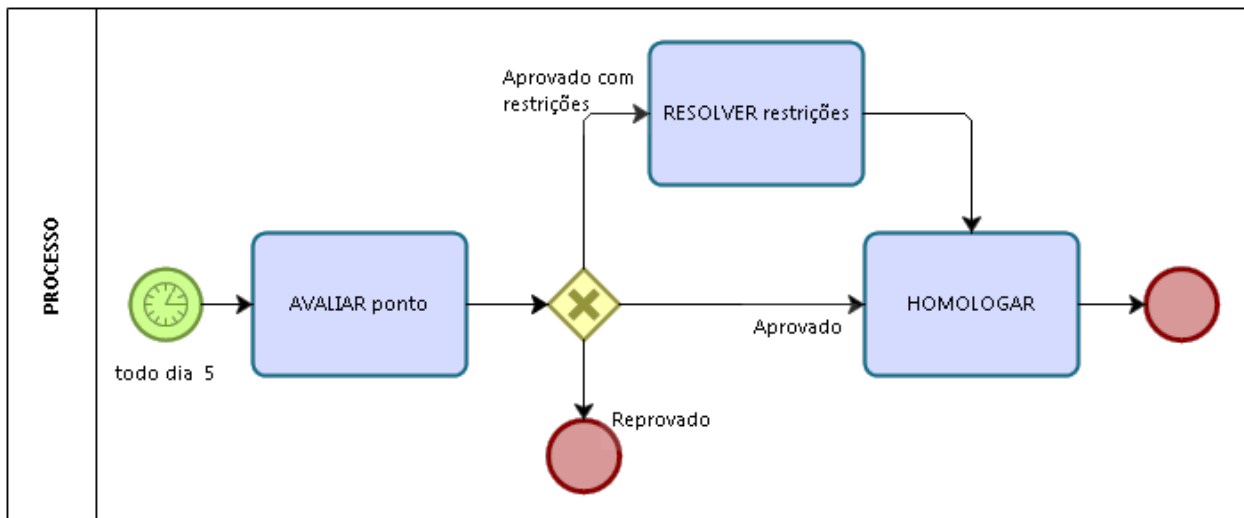 PROCESSO
todo dia 5
AVALIAR ponto
Aprovado com
restrições
RESOLVER restrições
Aprovado
HOMOLOGAR
Reprovado